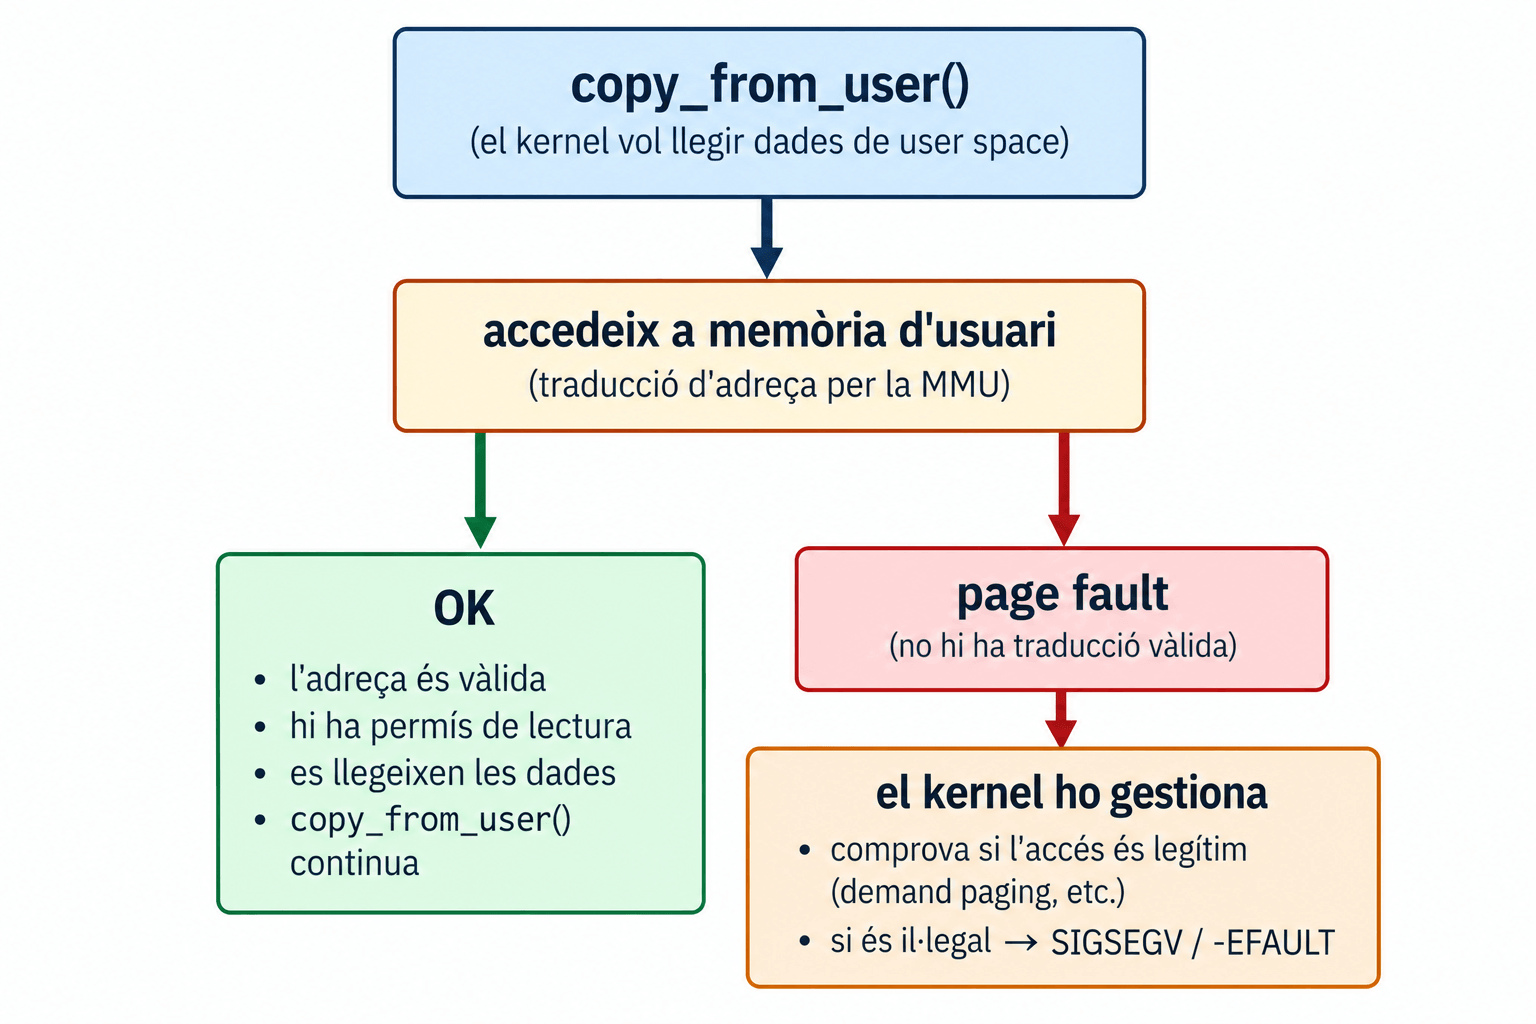 copy_from_user()
(el kernel vol llegir dades de user space)
accedeix a memòria d'usuari
(traducció d'adreça per la MMU)
OK
• l'adreça és vàlida
• hi ha permís de lectura
• es llegeixen les dades
• copy_from_user()
continua
page fault
(no hi ha traducció vàlida)
el kernel ho gestiona
• comprova si l'accés és legítim
(demand paging, etc.)
• si és il·legal → SIGSEGV / -EFAULT